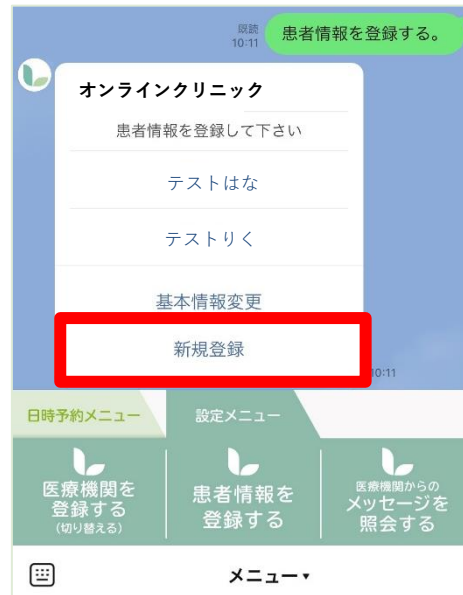 既読
10:11
患者情報を登録する。
オンラインクリニック
患者情報を登録して下さい
テストはな
テストりく
基本情報変更
新規登録
10:11
日時予約メニュー
設定メニュー
医療機関を
登録する
(切り替える)
患者情報を
登録する
医療機関からの
メッセージを
照会する
メニュー▾